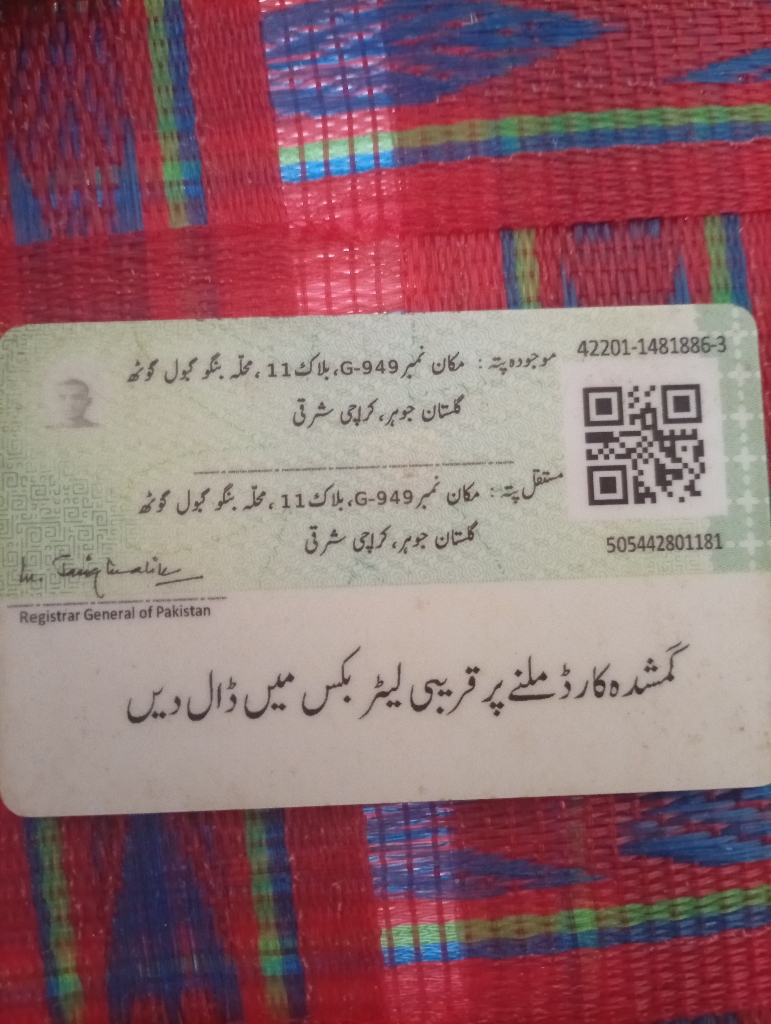 42201-1481886-3
موجودہ پتہ : مکان نمبر G-949، بلاک 11، محلّہ بنگو گبول گوٹھ
گلستان جوہر، کراچی شرقی
مستقل پتہ : مکان نمبر G-949، بلاک 11، محلّہ بنگو گبول گوٹھ
گلستان جوہر، کراچی شرقی
505442801181
Registrar General of Pakistan
گمشدہ کارڈ ملنے پر قریبی لیٹر بکس میں ڈال دیں